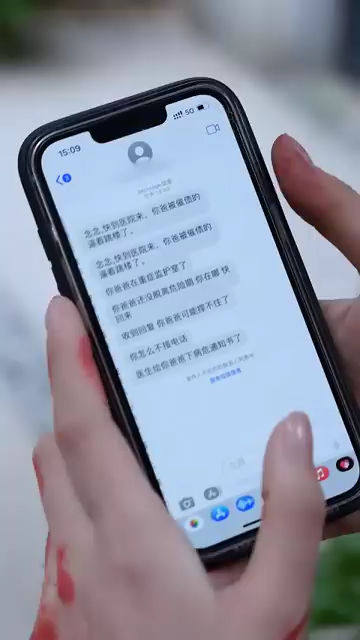 15:09
5G
念念,快到医院来，你爸被催债的
逼着跳楼了。
念念,快到医院来，你爸被催债的
逼着跳楼了。
你爸爸在重症监护室了
你爸爸还没脱离危险期 你在哪 快
回来
收到回复 你爸爸可能撑不住了
你怎么不接电话
医生给你爸爸下病危通知书了